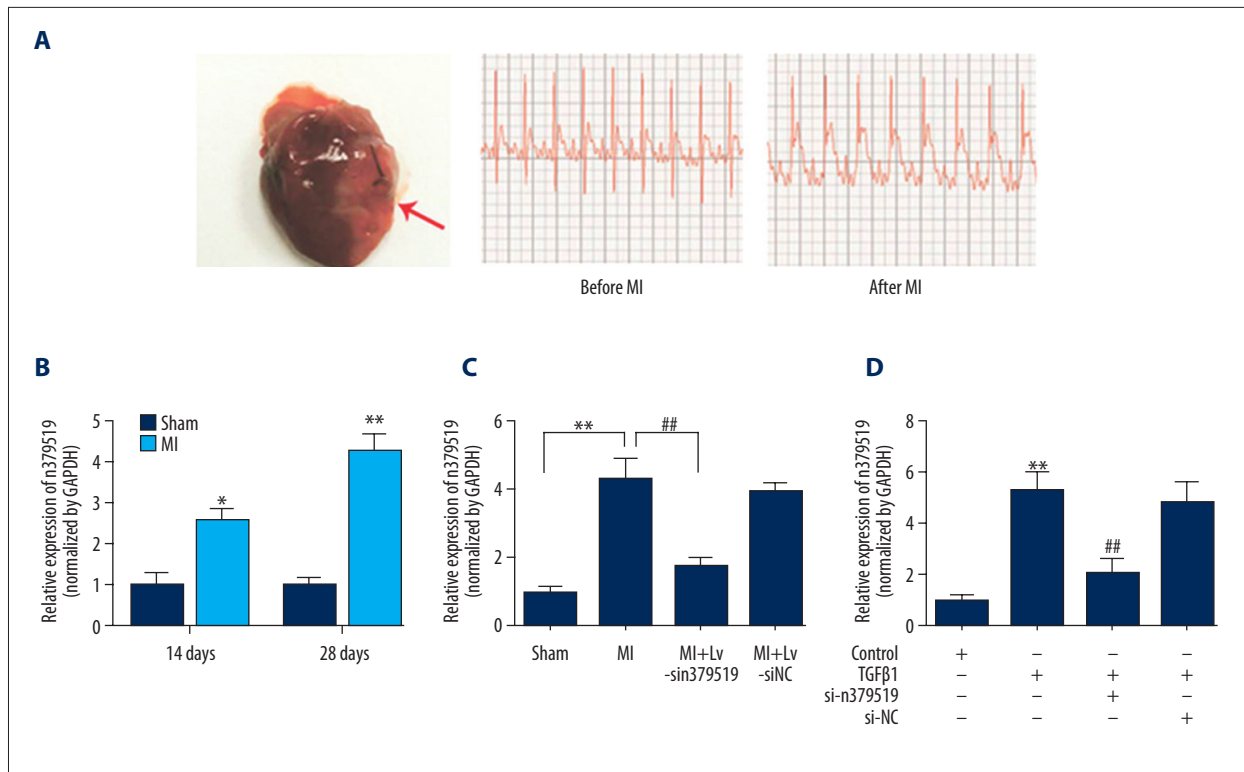 A
Before MI
After MI
B
Relative expression of n379519
(normalized by GAPDH)
5
4
3
2
1
0
Sham
MI
*
**
14 days
28 days
C
Relative expression of n379519
(normalized by GAPDH)
6
4
2
0
**
##
Sham
MI
MI+Lv
-sin379519
MI+Lv
-siNC
D
Relative expression of n379519
(normalized by GAPDH)
8
6
4
2
0
**
##
Control + – – –
TGFβ1 – + + +
si-n379519 – – + –
si-NC – – – +